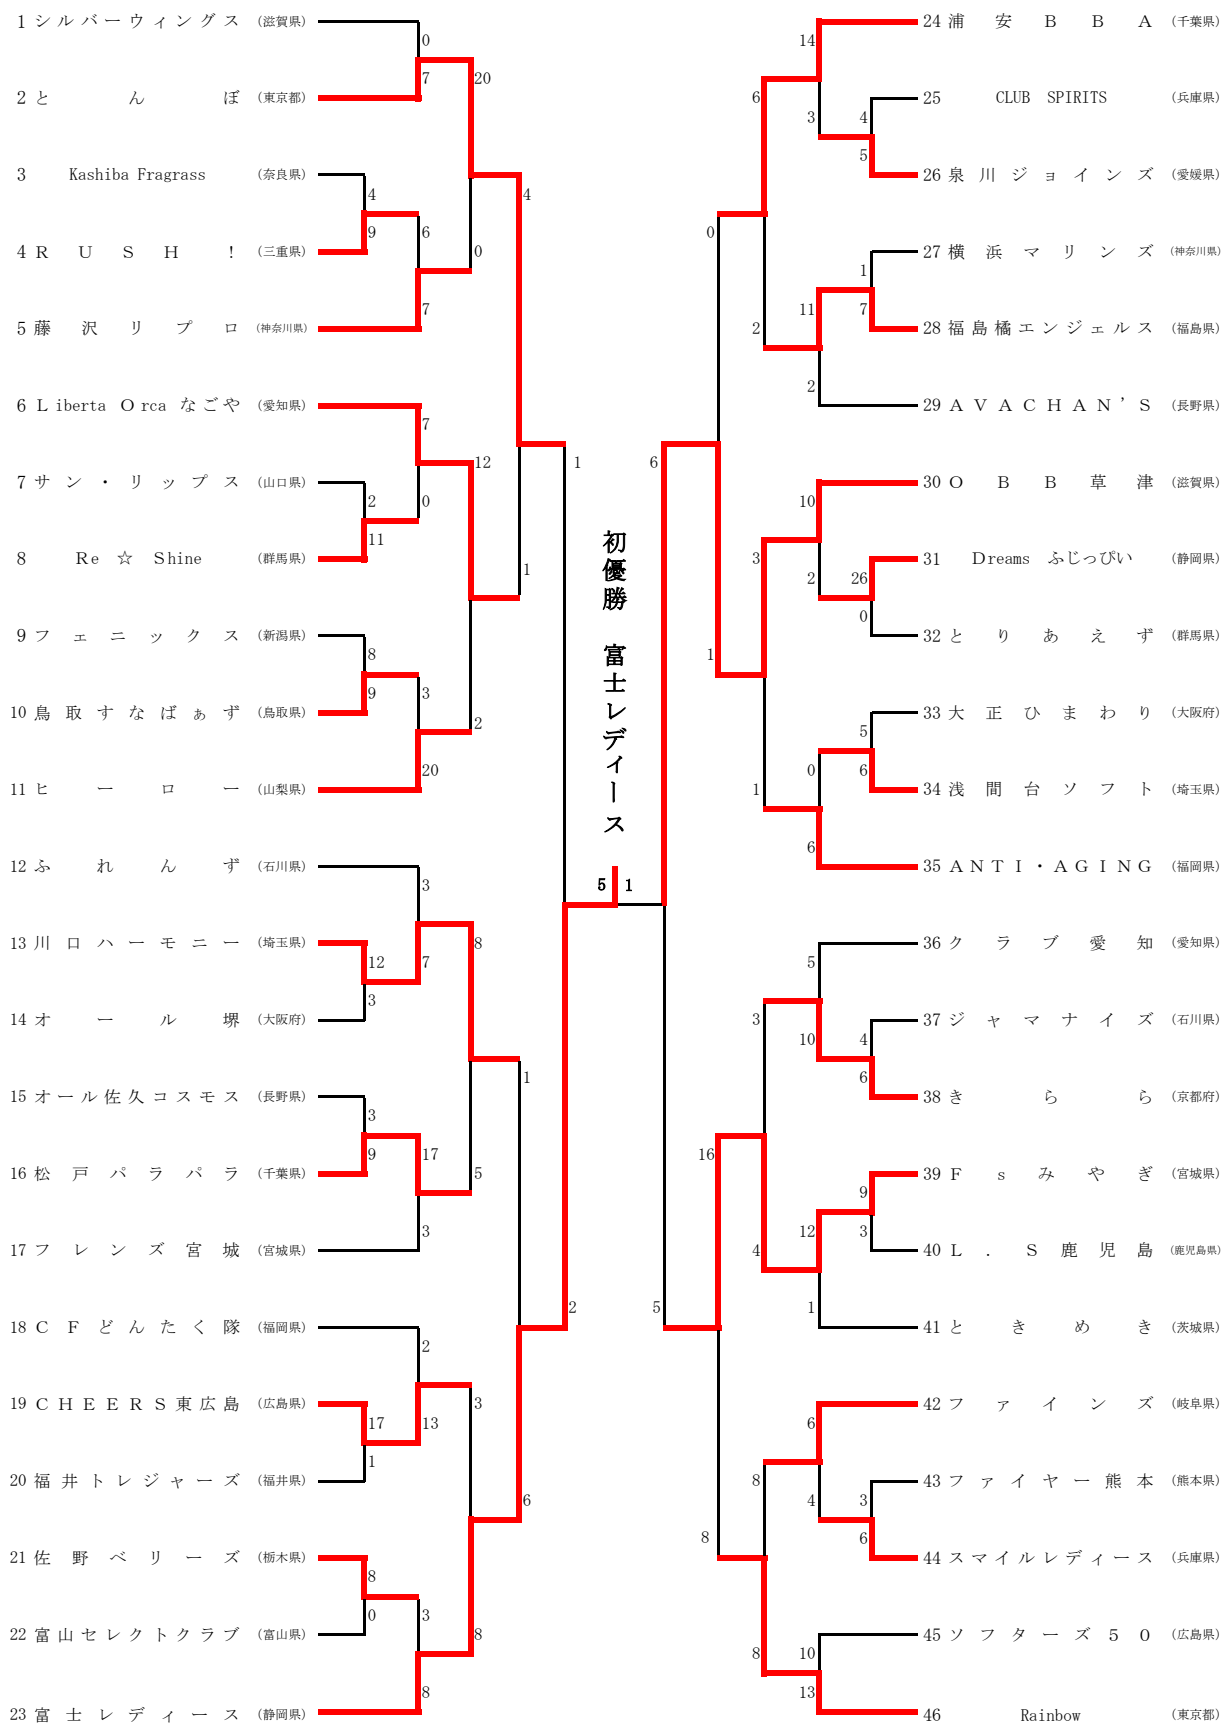 1 シルバーウィングス (滋賀県)
0
7
20
2 とんぼ (東京都)
3 Kashiba Fragrass (奈良県)
4
9
6
0
4
4 RUSH! (三重県)
7
5 藤沢リプロ (神奈川県)
6 Liberta Orca なごや (愛知県)
7
12
1
7 サン・リップス (山口県)
2
0
11
8 Re☆Shine (群馬県)
1
9 フェニックス (新潟県)
8
9
3
2
10 鳥取すなばぁず (鳥取県)
20
11 ヒーロー (山梨県)
12 ふれんず (石川県)
3
8
13 川口ハーモニー (埼玉県)
12
7
3
14 オール堺 (大阪府)
1
15 オール佐久コスモス (長野県)
3
9
17
5
16 松戸パラパラ (千葉県)
3
17 フレンズ宮城 (宮城県)
2
18 CFどんたく隊 (福岡県)
2
3
19 CHEERS東広島 (広島県)
17
13
1
20 福井トレジャーズ (福井県)
6
21 佐野ベリーズ (栃木県)
8
0
3
8
22 富山セレクトクラブ (富山県)
8
23 富士レディース (静岡県)
初優勝 富士レディース
5 1
24 浦安BBA (千葉県)
14
6
3
25 CLUB SPIRITS (兵庫県)
4
5
26 泉川ジョインズ (愛媛県)
0
27 横浜マリンズ (神奈川県)
1
7
11
2
28 福島橘エンジェルス (福島県)
2
29 AVACHAN'S (長野県)
6
30 OBB草津 (滋賀県)
10
3
2
31 Dreams ふじっぴい (静岡県)
26
0
32 とりあえず (群馬県)
1
33 大正ひまわり (大阪府)
5
6
0
1
34 浅間台ソフト (埼玉県)
6
35 ANTI・AGING (福岡県)
36 クラブ愛知 (愛知県)
5
3
10
37 ジャマナイズ (石川県)
4
6
38 きらら (京都府)
16
39 Fsみやぎ (宮城県)
9
3
12
4
40 L.S鹿児島 (鹿児島県)
1
41 ときめき (茨城県)
5
42 ファインズ (岐阜県)
6
8
4
43 ファイヤー熊本 (熊本県)
3
6
44 スマイルレディース (兵庫県)
8
45 ソフターズ50 (広島県)
10
8
13
46 Rainbow (東京都)